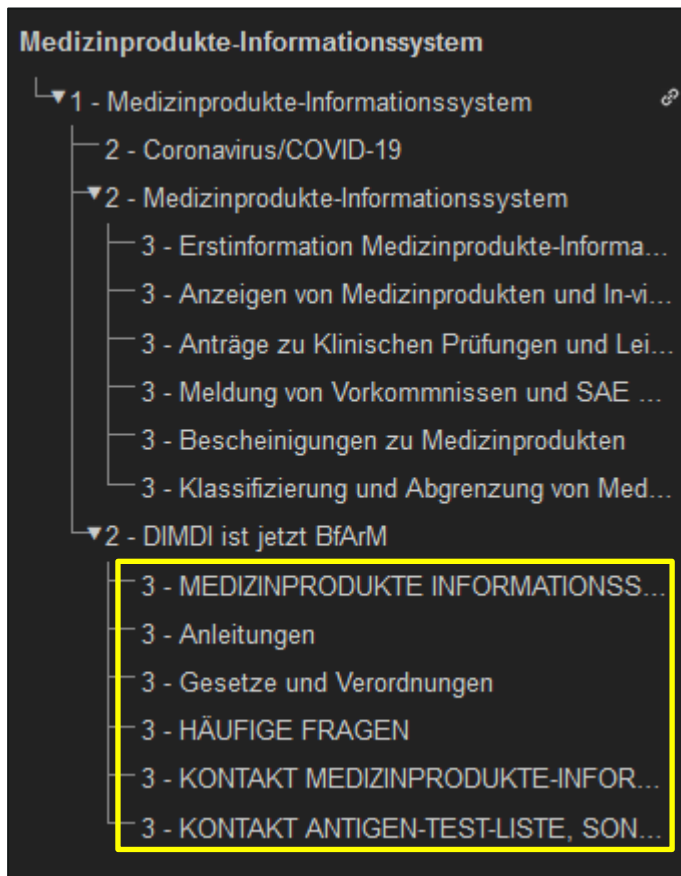 Medizinprodukte-Informationssystem
1 - Medizinprodukte-Informationssystem
2 - Coronavirus/COVID-19
2 - Medizinprodukte-Informationssystem
3 - Erstinformation Medizinprodukte-Informa...
3 - Anzeigen von Medizinprodukten und In-vi...
3 - Anträge zu Klinischen Prüfungen und Lei...
3 - Meldung von Vorkommnissen und SAE ...
3 - Bescheinigungen zu Medizinprodukten
3 - Klassifizierung und Abgrenzung von Med...
2 - DIMDI ist jetzt BfArM
3 - MEDIZINPRODUKTE INFORMATIONSS...
3 - Anleitungen
3 - Gesetze und Verordnungen
3 - HÄUFIGE FRAGEN
3 - KONTAKT MEDIZINPRODUKTE-INFOR...
3 - KONTAKT ANTIGEN-TEST-LISTE, SON...